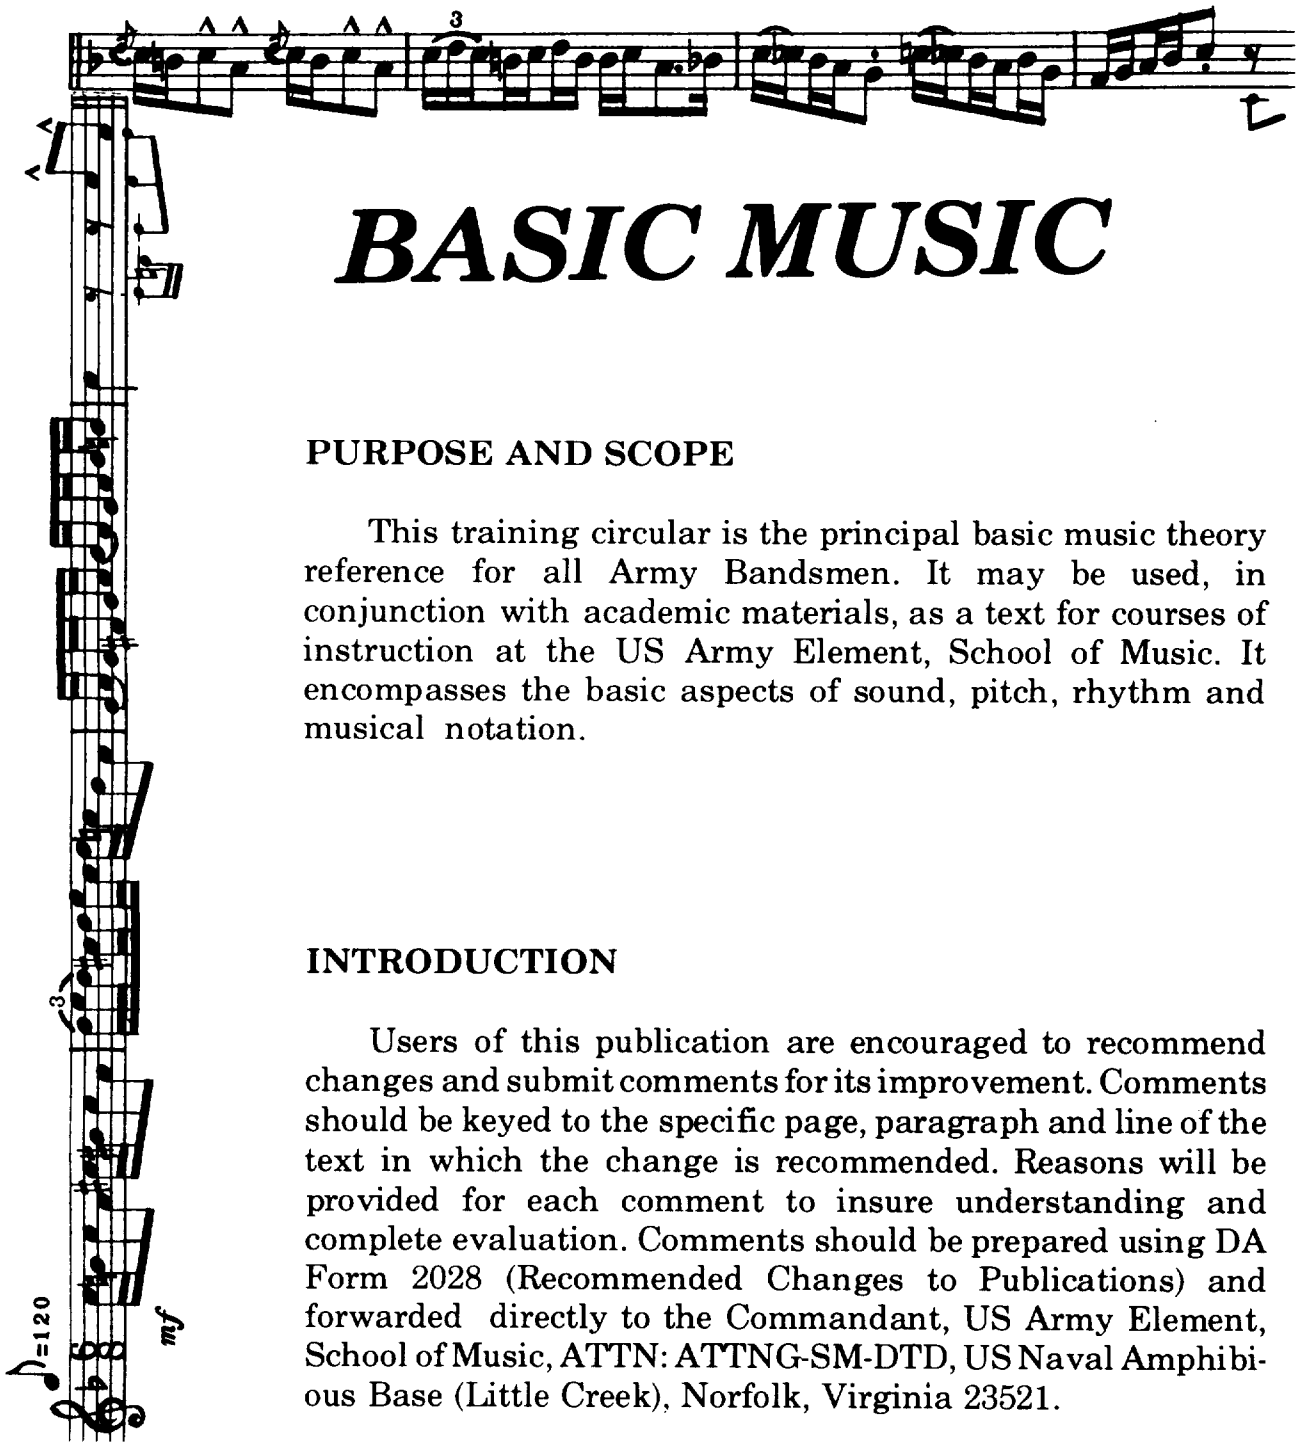 3
BASIC MUSIC
PURPOSE AND SCOPE
This training circular is the principal basic music theory
reference for all Army Bandsmen. It may be used, in
conjunction with academic materials, as a text for courses of
instruction at the US Army Element, School of Music. It
encompasses the basic aspects of sound, pitch, rhythm and
musical notation.
INTRODUCTION
Users of this publication are encouraged to recommend
changes and submit comments for its improvement. Comments
should be keyed to the specific page, paragraph and line of the
text in which the change is recommended. Reasons will be
provided for each comment to insure understanding and
complete evaluation. Comments should be prepared using DA
Form 2028 (Recommended Changes to Publications) and
forwarded directly to the Commandant, US Army Element,
School of Music, ATTN: ATTNG-SM-DTD, US Naval Amphibi-
ous Base (Little Creek), Norfolk, Virginia 23521.
♪=120
6
8
mf
3